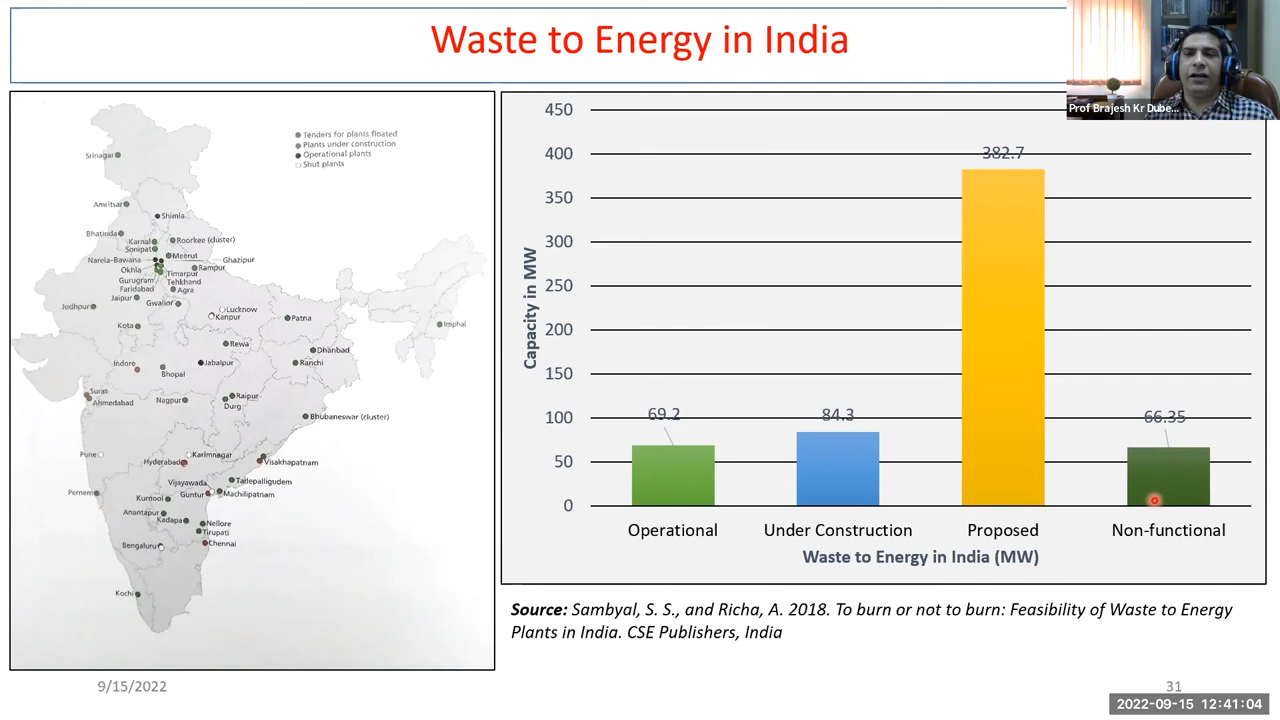 Waste to Energy in India
Prof Brajesh Kr Dube...
Tenders for plants floated
Plants under construction
Operational plants
Shut plants
Srinagar
Amritsar
Shimla
Bhatinda
Karnal
Roorkee (cluster)
Sonipat
Meerut
Narela-Bawana
Ghazipur
Okhla
Rampur
Timarpur
Gurugram
Tehkhand
Faridabad
Agra
Jaipur
Gwalior
Jodhpur
Lucknow
Kanpur
Patna
Imphal
Kota
Rewa
Dhanbad
Indore
Jabalpur
Ranchi
Bhopal
Surat
Ahmedabad
Nagpur
Raipur
Durg
Bhubaneswar (cluster)
Pune
Karimnagar
Hyderabad
Visakhapatnam
Vijayawada
Tadepalligudem
Pernem
Guntur
Machilipatnam
Kurnool
Anantapur
Kadapa
Nellore
Tirupati
Bengaluru
Chennai
Kochi
450
400
350
300
250
200
150
100
50
0
Capacity in MW
69.2
84.3
382.7
66.35
Operational
Under Construction
Proposed
Non-functional
Waste to Energy in India (MW)
Source: Sambyal, S. S., and Richa, A. 2018. To burn or not to burn: Feasibility of Waste to Energy
Plants in India. CSE Publishers, India
9/15/2022
31
2022-09-15 12:41:04